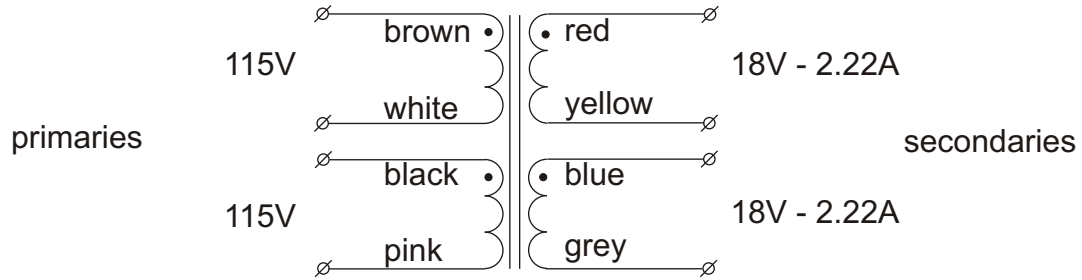 brown
red
115V
18V - 2.22A
white
yellow
primaries
secondaries
black
blue
115V
18V - 2.22A
pink
grey